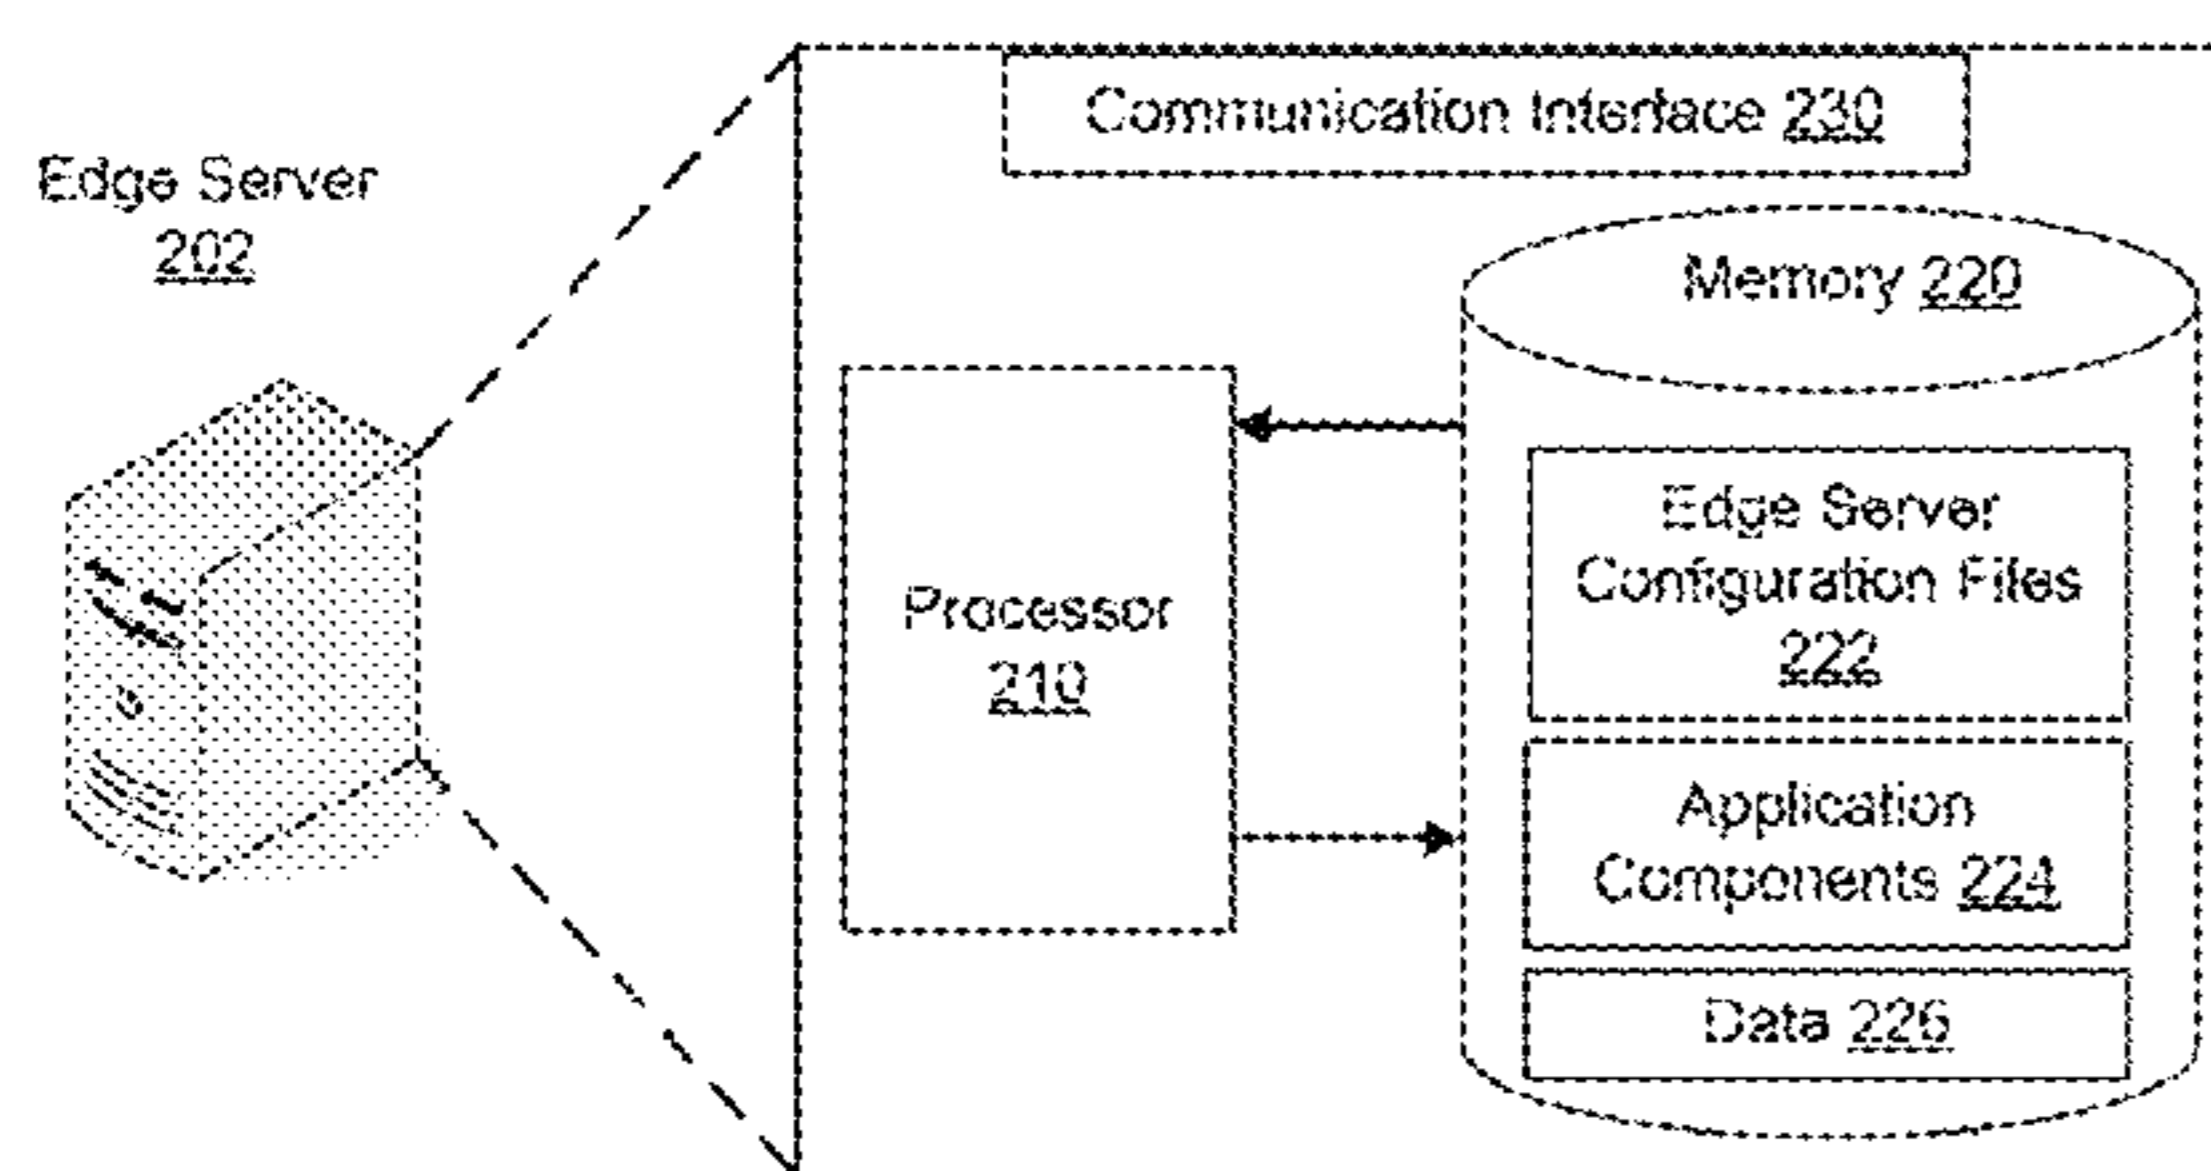 Communication Interface 230
Edge Server
202
Memory 220
Processor
210
Edge Server
Configuration Files
222
Application
Components 224
Data 226